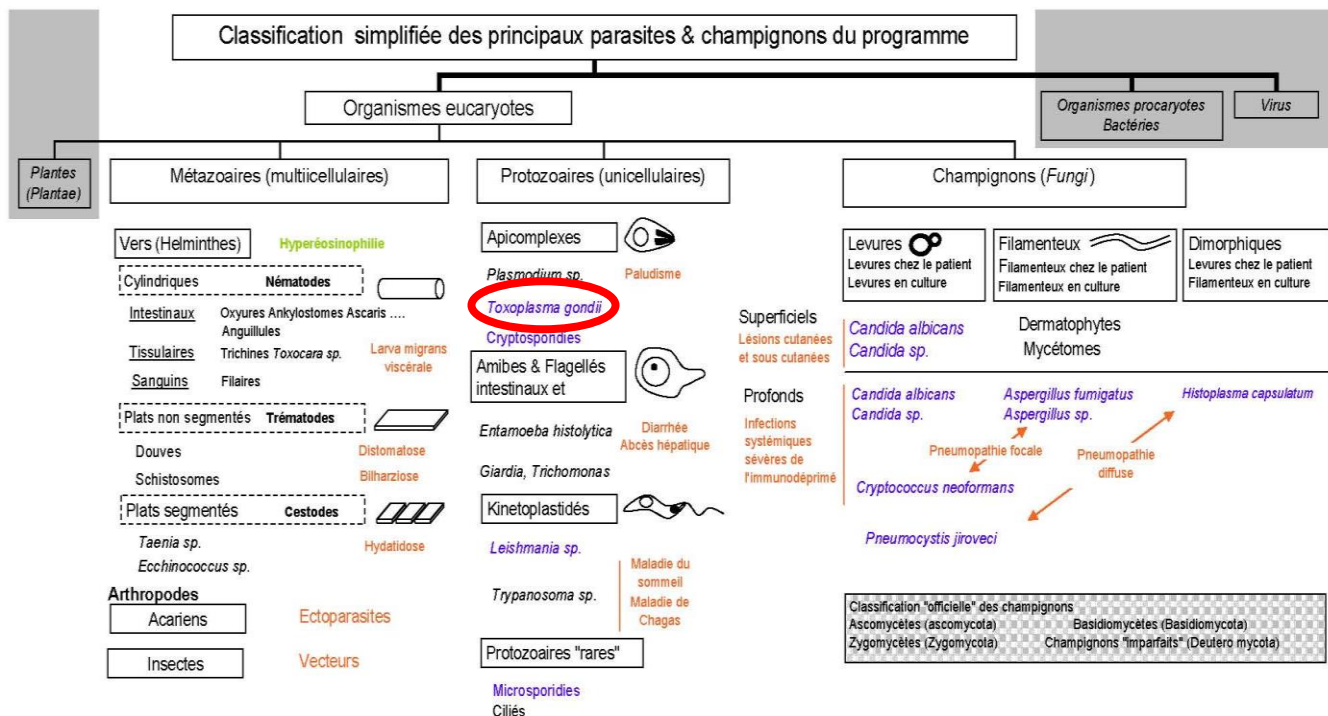 Classification simplifiée des principaux parasites & champignons du programme
Organismes eucaryotes
Organismes procaryotes
Bactéries
Virus
Plantes
(Plantae)
Métazoaires (multiicellulaires)
Protozoaires (unicellulaires)
Champignons (Fungi)
Vers (Helminthes)
Hyperéosinophilie
Cylindriques Nématodes
Intestinaux Oxyures Ankylostomes Ascaris ....
Anguillules
Tissulaires Trichines Toxocara sp.
Larva migrans
viscérale
Sanguins Filaires
Plats non segmentés Trématodes
Douves Distomatose
Schistosomes Bilharziose
Plats segmentés Cestodes
Taenia sp. Hydatidose
Ecchinococcus sp.
Arthropodes
Acariens Ectoparasites
Insectes Vecteurs
Apicomplexes
Plasmodium sp. Paludisme
Toxoplasma gondii
Cryptospondies
Amibes & Flagellés
intestinaux et
Entamoeba histolytica
Diarrhée
Abcès hépatique
Giardia, Trichomonas
Kinetoplastidés
Leishmania sp.
Trypanosoma sp.
Maladie du
sommeil
Maladie de
Chagas
Protozoaires "rares"
Microsporidies
Ciliés
Levures
Levures chez le patient
Levures en culture
Filamenteux
Filamenteux chez le patient
Filamenteux en culture
Dimorphiques
Levures chez le patient
Filamenteux en culture
Superficiels
Lésions cutanées
et sous cutanées
Candida albicans
Candida sp.
Dermatophytes
Mycétomes
Profonds
Infections
systémiques
sévères de
l'immunodéprimé
Candida albicans
Candida sp.
Aspergillus fumigatus
Aspergillus sp.
Histoplasma capsulatum
Pneumopathie focale
Pneumopathie
diffuse
Cryptococcus neoformans
Pneumocystis jiroveci
Classification "officielle" des champignons
Ascomycètes (ascomycota) Basidiomycètes (Basidiomycota)
Zygomycètes (Zygomycota) Champignons "imparfaits" (Deutero mycota)